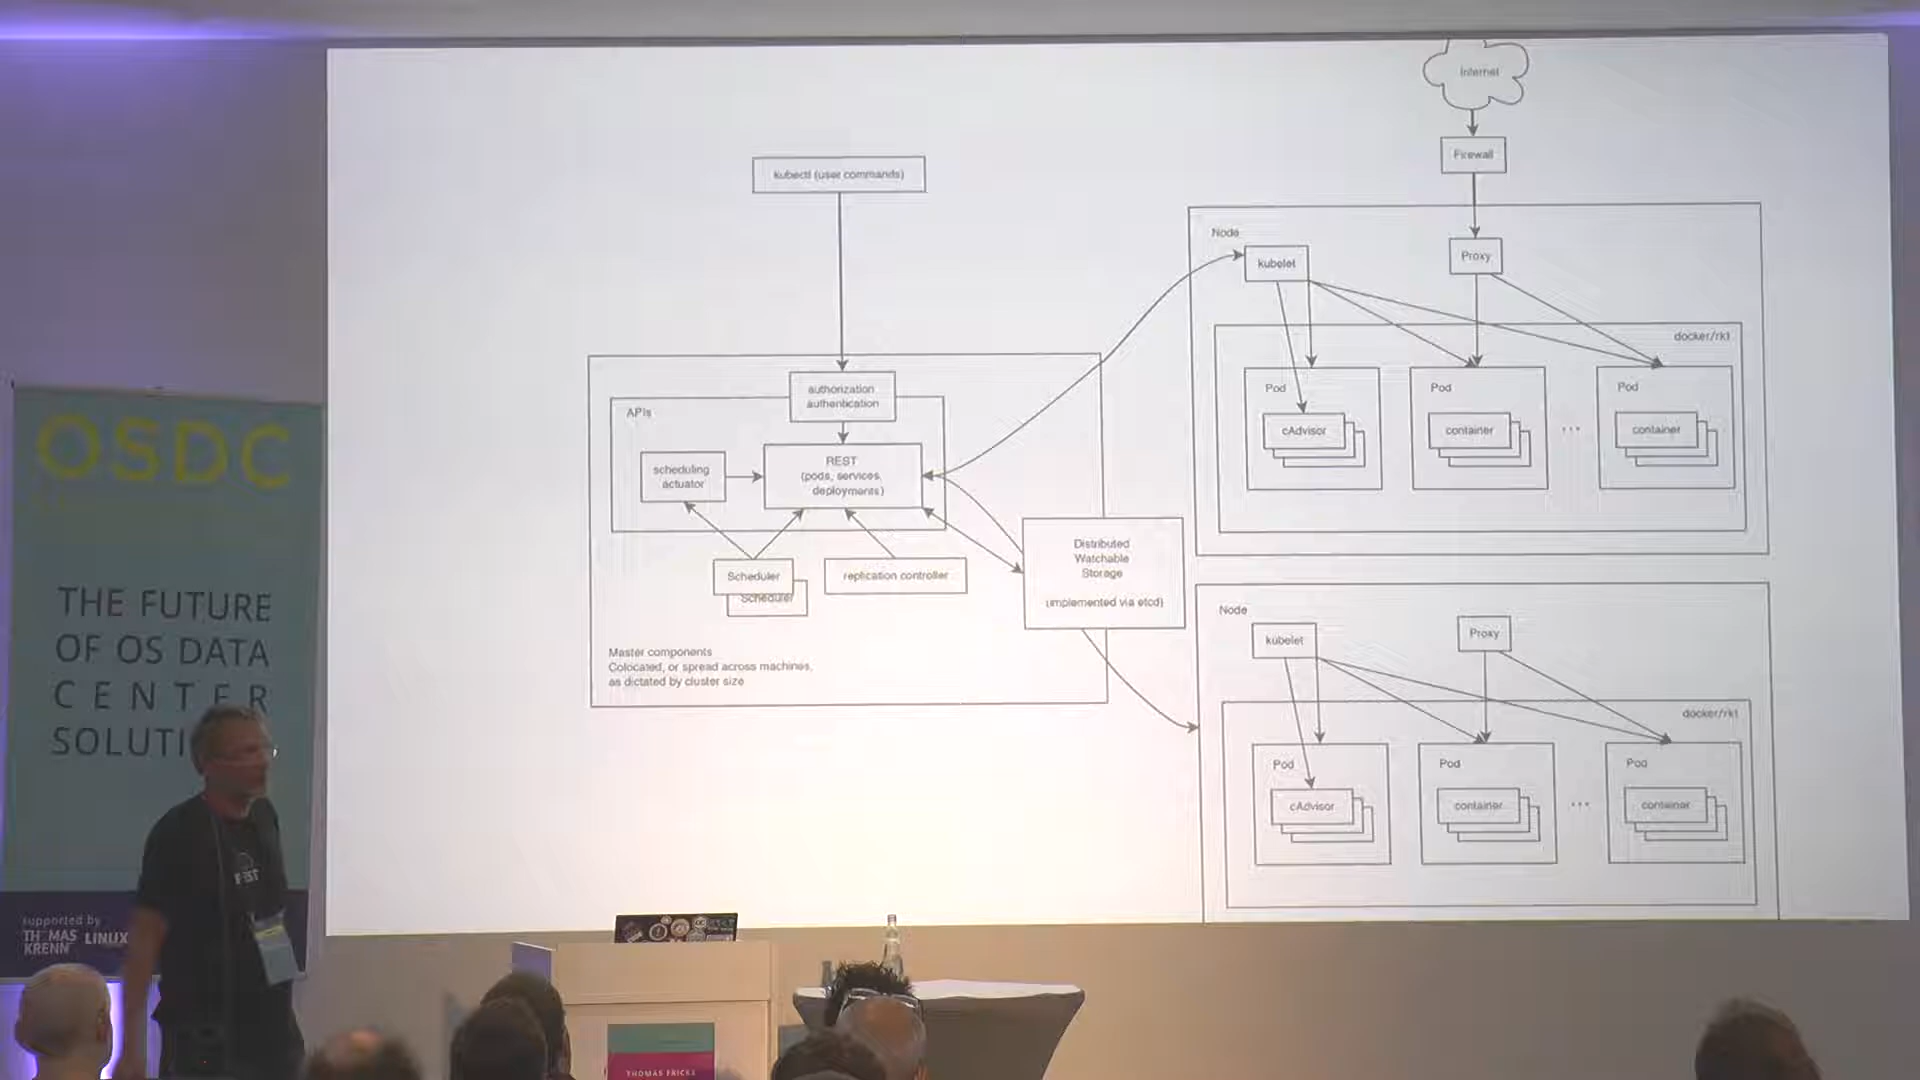 OSDC
THE FUTURE
OF OS DATA
CENTER
SOLUTI
supported by
TH MAS
KRENN
LINUX
kubectl (user commands)
authorization
authentication
APIs
scheduling
actuator
REST
(pods, services,
deployments)
Scheduler
Scheduler
replication controller
Master components
Colocated, or spread across machines,
as dictated by cluster size
Distributed
Watchable
Storage
(implemented via etcd)
Internet
Firewall
Node
kubelet
Proxy
docker/rkt
Pod
cAdvisor
Pod
container
...
Pod
container
Node
kubelet
Proxy
docker/rkt
Pod
cAdvisor
Pod
container
...
Pod
container
THOMAS FRICKE